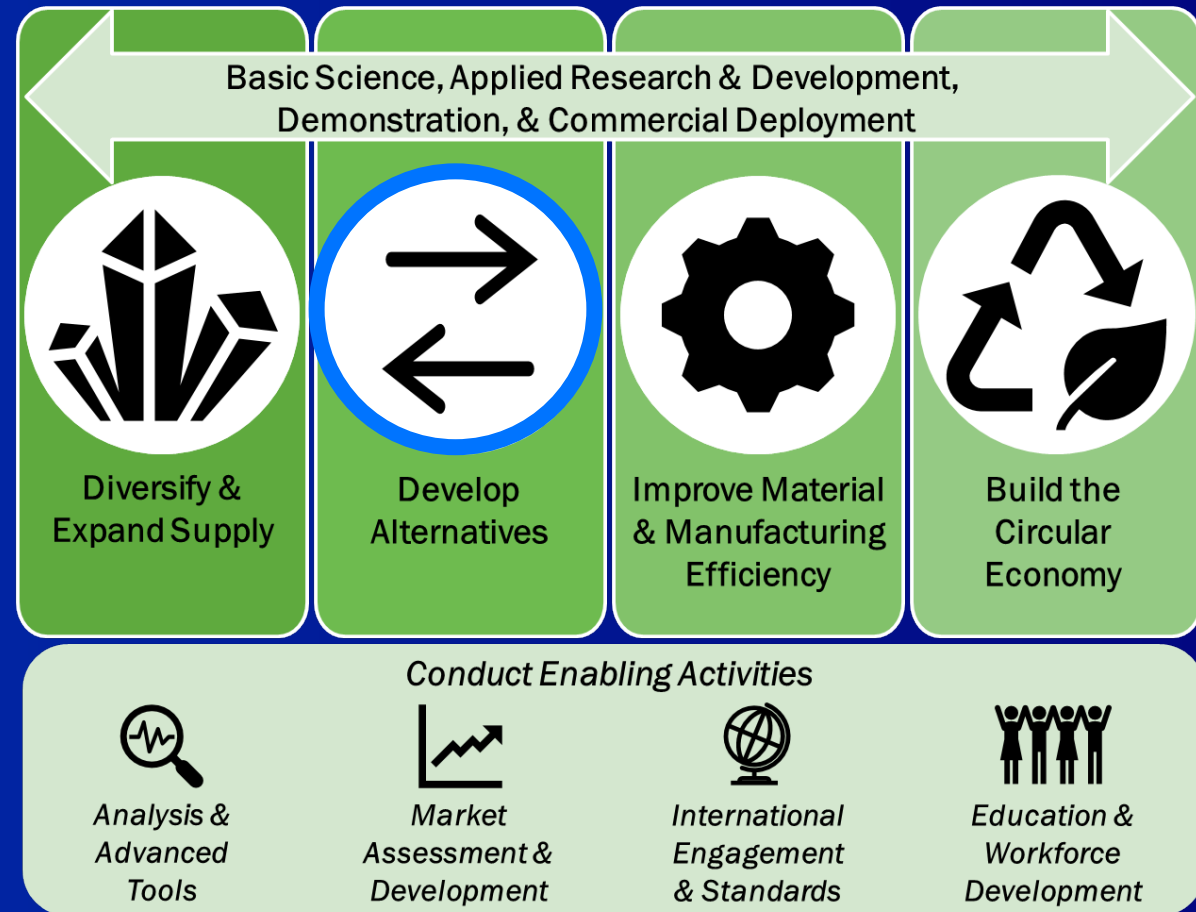 Basic Science, Applied Research & Development,
Demonstration, & Commercial Deployment
Diversify &
Expand Supply
Develop
Alternatives
Improve Material
& Manufacturing
Efficiency
Build the
Circular
Economy
Conduct Enabling Activities
Analysis &
Advanced
Tools
Market
Assessment &
Development
International
Engagement
& Standards
Education &
Workforce
Development